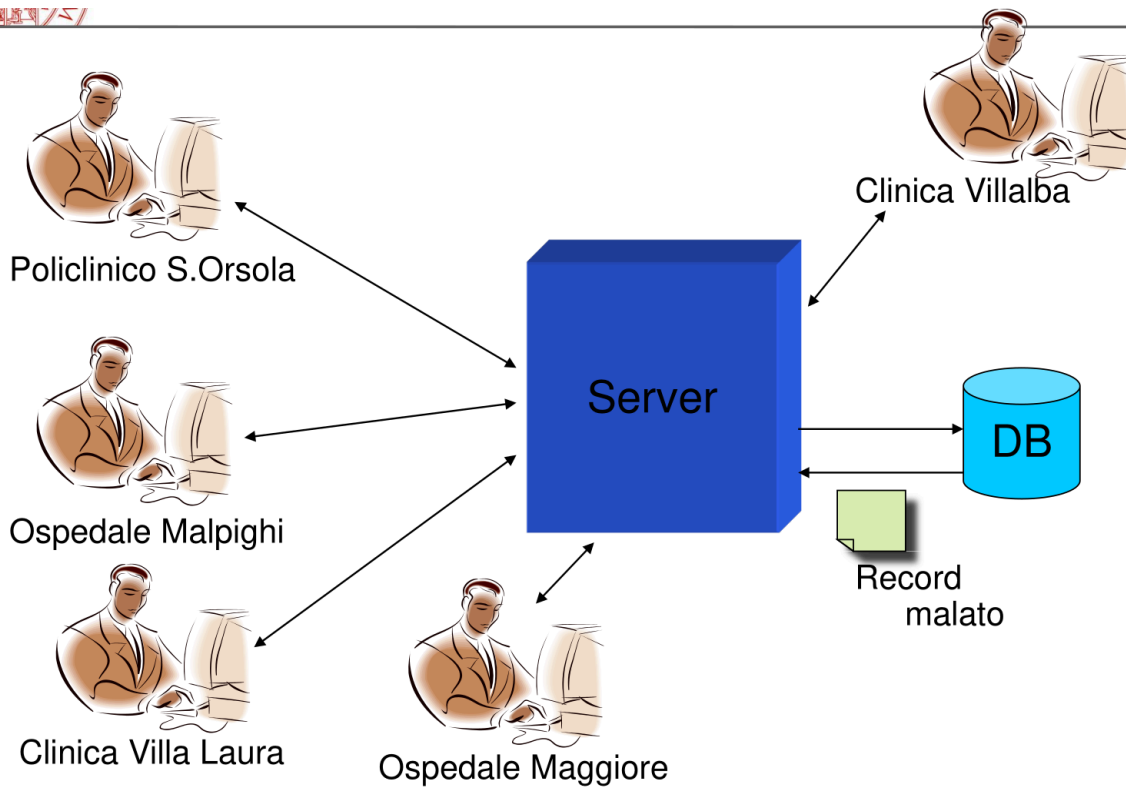 Clinica Villalba
Policlinico S.Orsola
Server
DB
Ospedale Malpighi
Record
malato
Clinica Villa Laura
Ospedale Maggiore